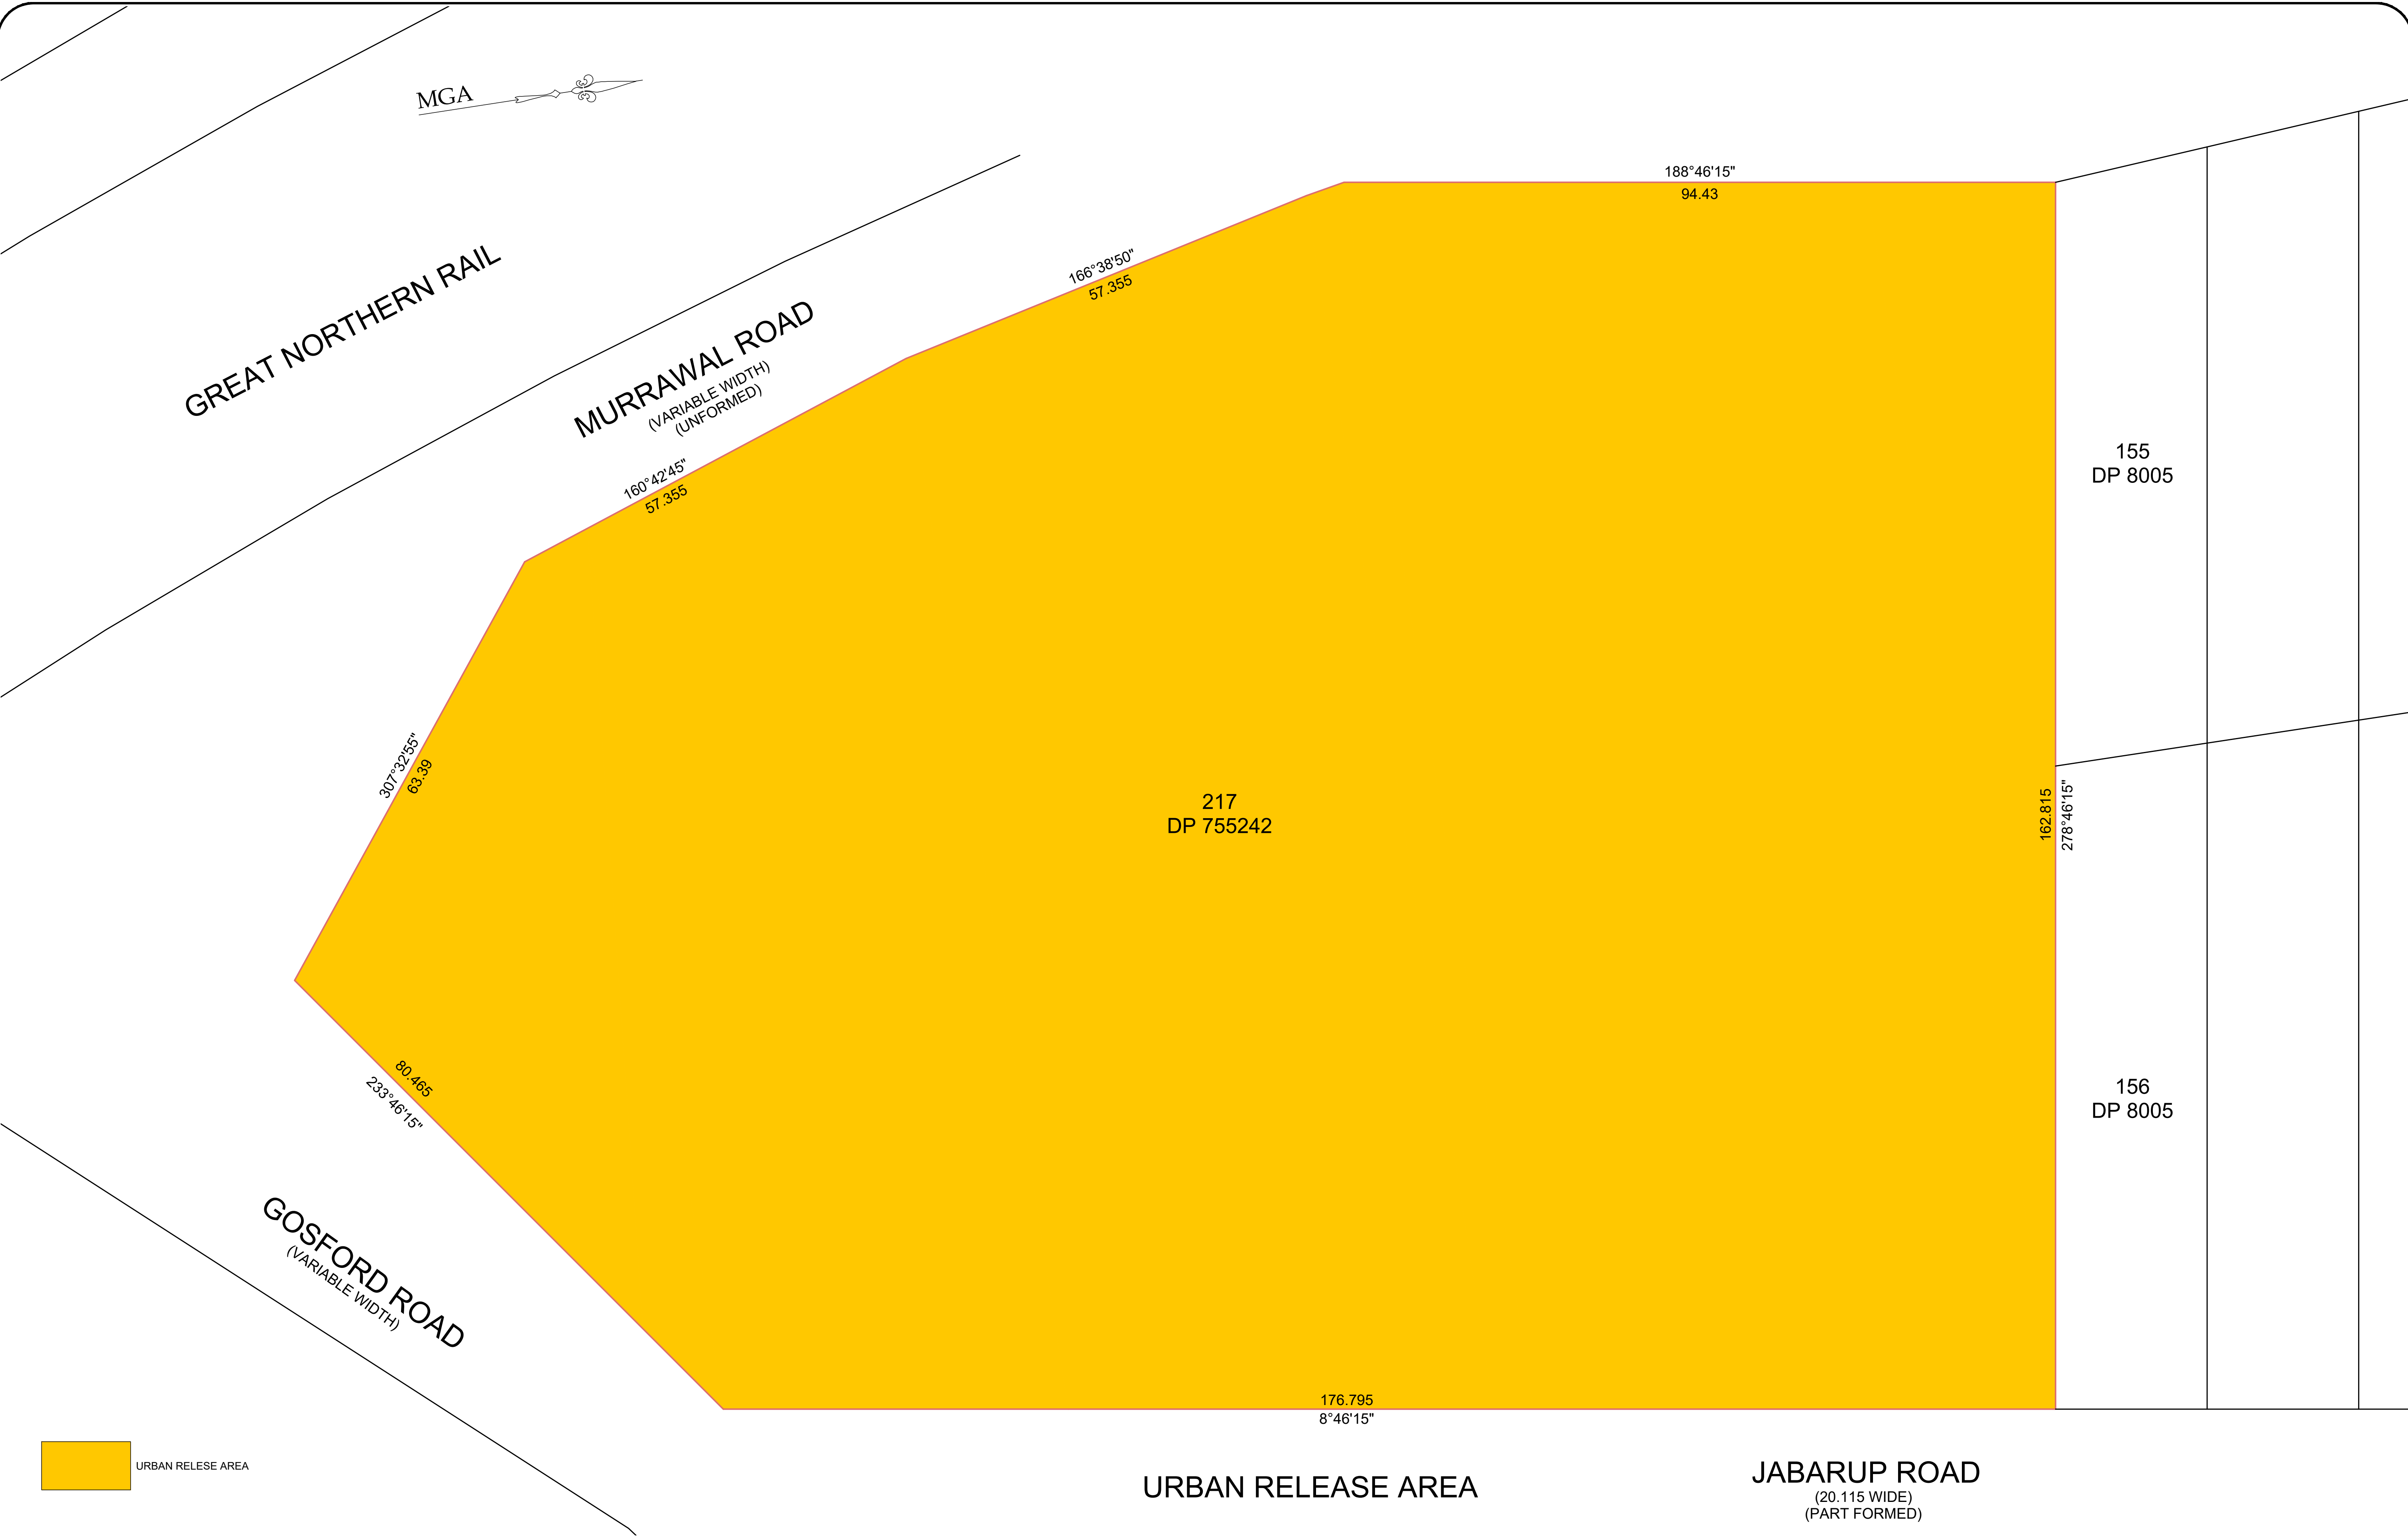 MGA
188°46'15"
94.43
166°38'50"
57.355
GREAT NORTHERN RAIL
MURRAWAL ROAD
(VARIABLE WIDTH)
(UNFORMED)
160°42'45"
57.355
155
DP 8005
307°32'55"
63.39
217
DP 755242
162.815
278°46'15"
80.465
233°46'15"
156
DP 8005
GOSFORD ROAD
(VARIABLE WIDTH)
176.795
8°46'15"
URBAN RELESE AREA
URBAN RELEASE AREA
JABARUP ROAD
(20.115 WIDE)
(PART FORMED)